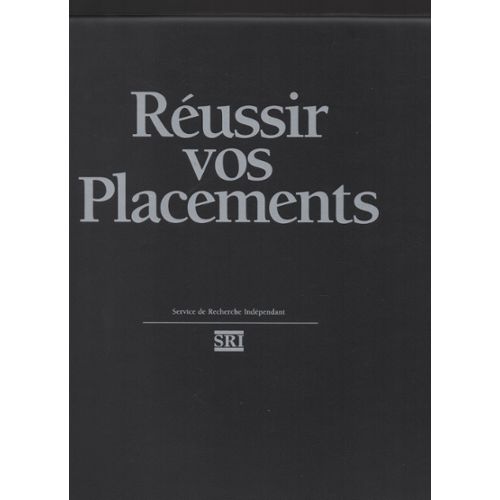 Réussir
vos
Placements
Service de Recherche Indépendant
SRI